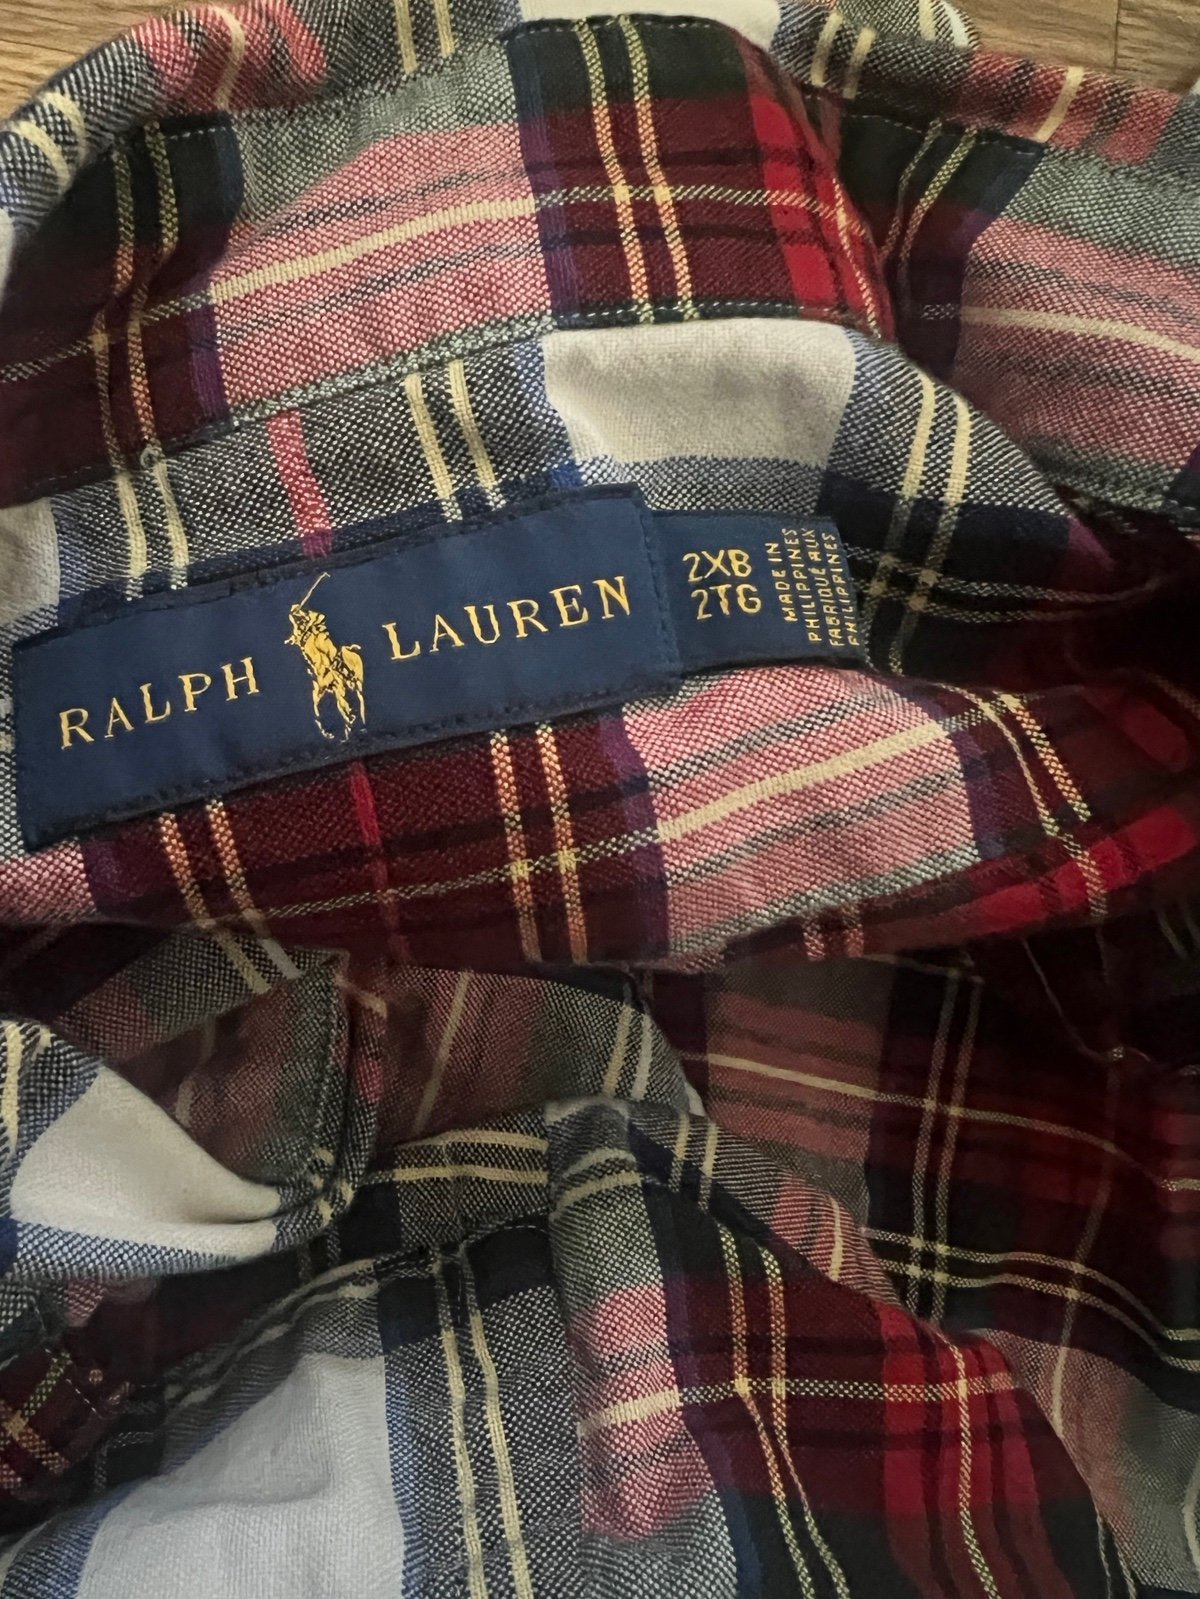 RALPH LAUREN
2XB
2TG
MADE IN
PHILIPPINES
FABRIQUÉ AUX
PHILIPPINES